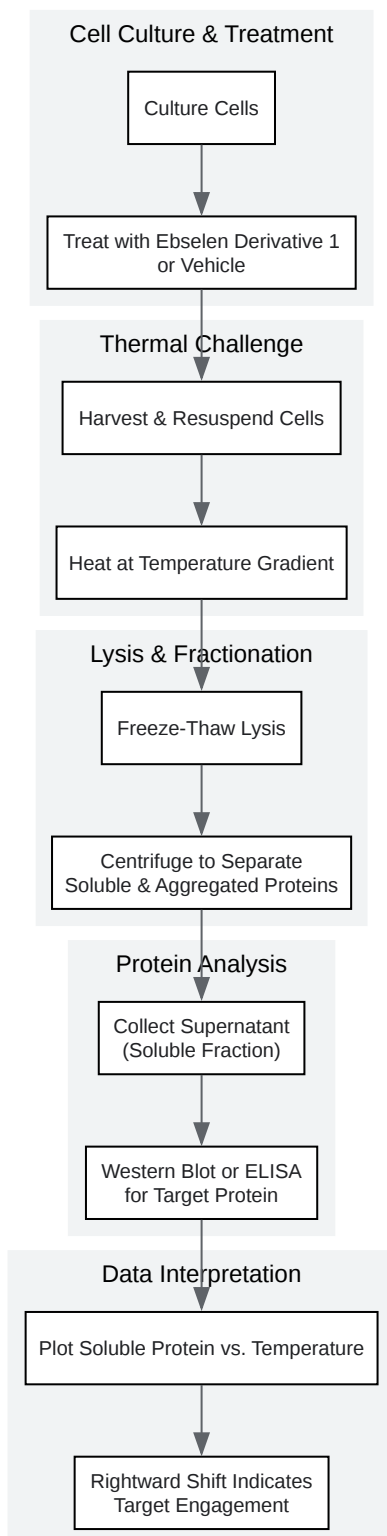 Cell Culture & Treatment
Culture Cells
Treat with Ebselen Derivative 1
or Vehicle
Thermal Challenge
Harvest & Resuspend Cells
Heat at Temperature Gradient
Lysis & Fractionation
Freeze-Thaw Lysis
Centrifuge to Separate
Soluble & Aggregated Proteins
Protein Analysis
Collect Supernatant
(Soluble Fraction)
Western Blot or ELISA
for Target Protein
Data Interpretation
Plot Soluble Protein vs. Temperature
Rightward Shift Indicates
Target Engagement